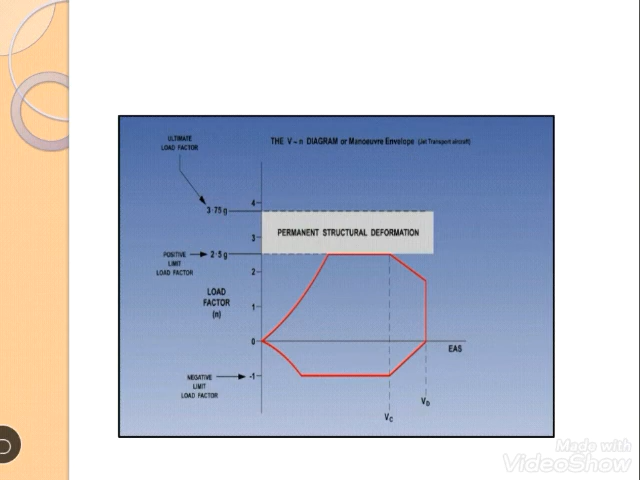 ULTIMATE
LOAD FACTOR
THE V – n DIAGRAM or Manoeuvre Envelope (Jet Transport aircraft)
4
3·75 g
PERMANENT STRUCTURAL DEFORMATION
3
POSITIVE
LIMIT
LOAD FACTOR
2·5 g
2
LOAD
FACTOR
(n)
1
0
EAS
NEGATIVE
LIMIT
LOAD FACTOR
-1
VD
VC
Made with
VideoShow